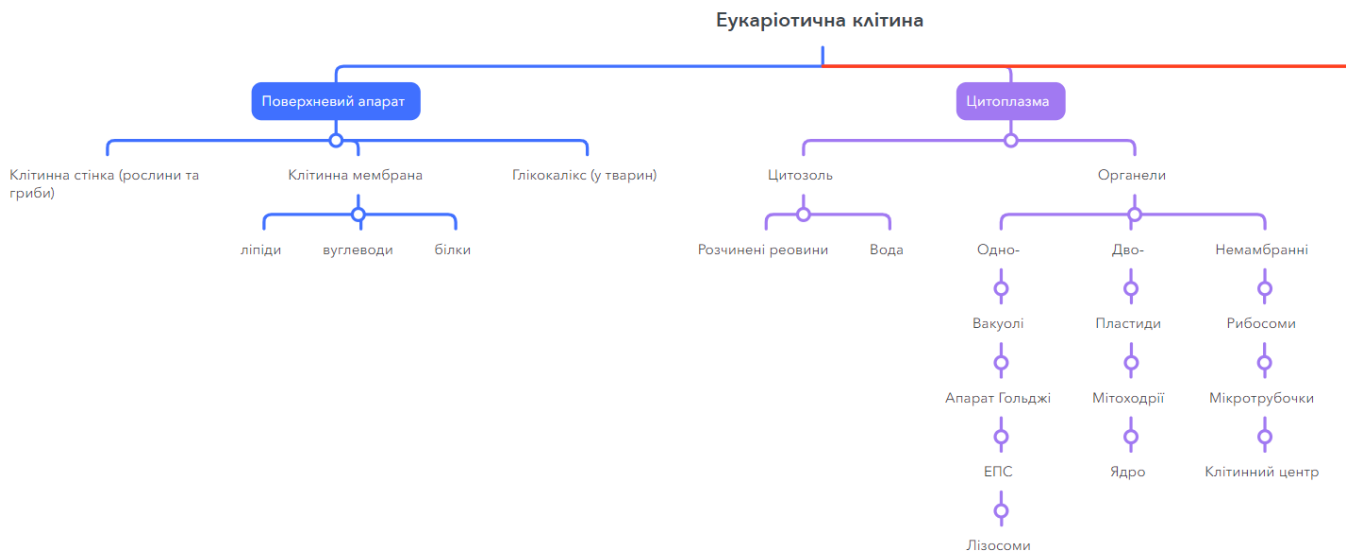 Еукаріотична клітина
Поверхневий апарат
Цитоплазма
Клітинна стінка (рослини та
гриби)
Клітинна мембрана
Глікокалікс (у тварин)
Цитозоль
Органели
ліпіди
вуглеводи
білки
Розчинені реовини
Вода
Одно-
Дво-
Немамбранні
Вакуолі
Пластиди
Рибосоми
Апарат Гольджі
Мітоходрії
Мікротрубочки
ЕПС
Ядро
Клітинний центр
Лізосоми